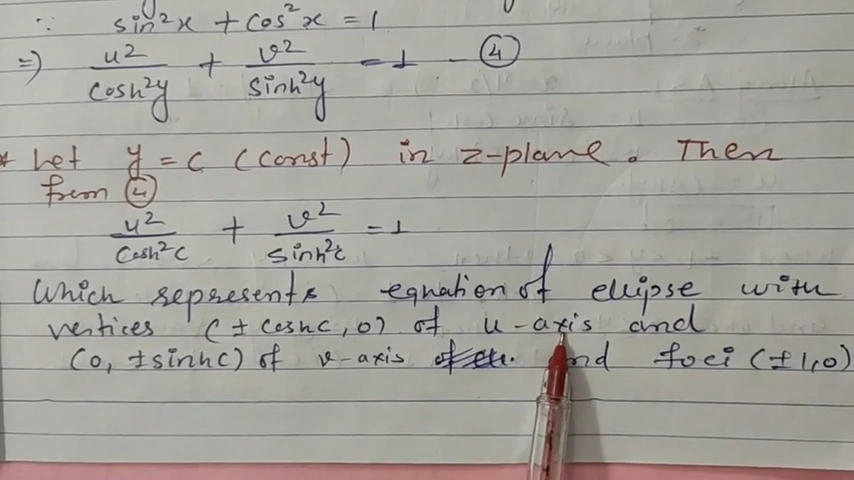 ∵ sin²x + cos²x = 1
=) u²/cosh²y + v²/sinh²y = 1 - ④
* Let y = c (const) in z-plane. Then
from ④
u²/cosh²c + v²/sinh²c = 1
Which represents equation of ellipse with
vertices (± coshc, 0) of u-axis and
(0, ±sinhc) of v-axis and foci (±1,0)